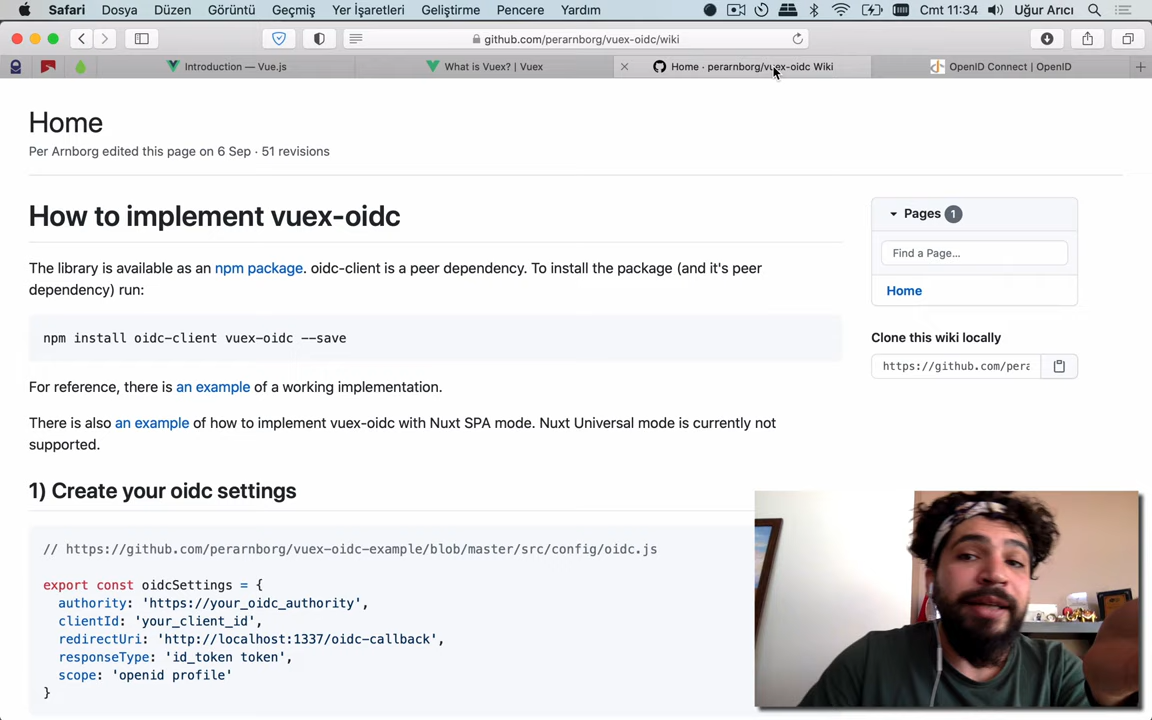 Safari Dosya Düzen Görüntü Geçmiş Yer İşaretleri Geliştirme Pencere Yardım Cmt 11:34 Uğur Arıcı
github.com/perarnborg/vuex-oidc/wiki
Introduction — Vue.js What is Vuex? | Vuex Home · perarnborg/vuex-oidc Wiki OpenID Connect | OpenID
Home
Per Arnborg edited this page on 6 Sep · 51 revisions
How to implement vuex-oidc
The library is available as an npm package. oidc-client is a peer dependency. To install the package (and it's peer
dependency) run:
npm install oidc-client vuex-oidc --save
For reference, there is an example of a working implementation.
There is also an example of how to implement vuex-oidc with Nuxt SPA mode. Nuxt Universal mode is currently not
supported.
1) Create your oidc settings
// https://github.com/perarnborg/vuex-oidc-example/blob/master/src/config/oidc.js
export const oidcSettings = {
authority: 'https://your_oidc_authority',
clientId: 'your_client_id',
redirectUri: 'http://localhost:1337/oidc-callback',
responseType: 'id_token token',
scope: 'openid profile'
}
Pages 1
Find a Page...
Home
Clone this wiki locally
https://github.com/pera